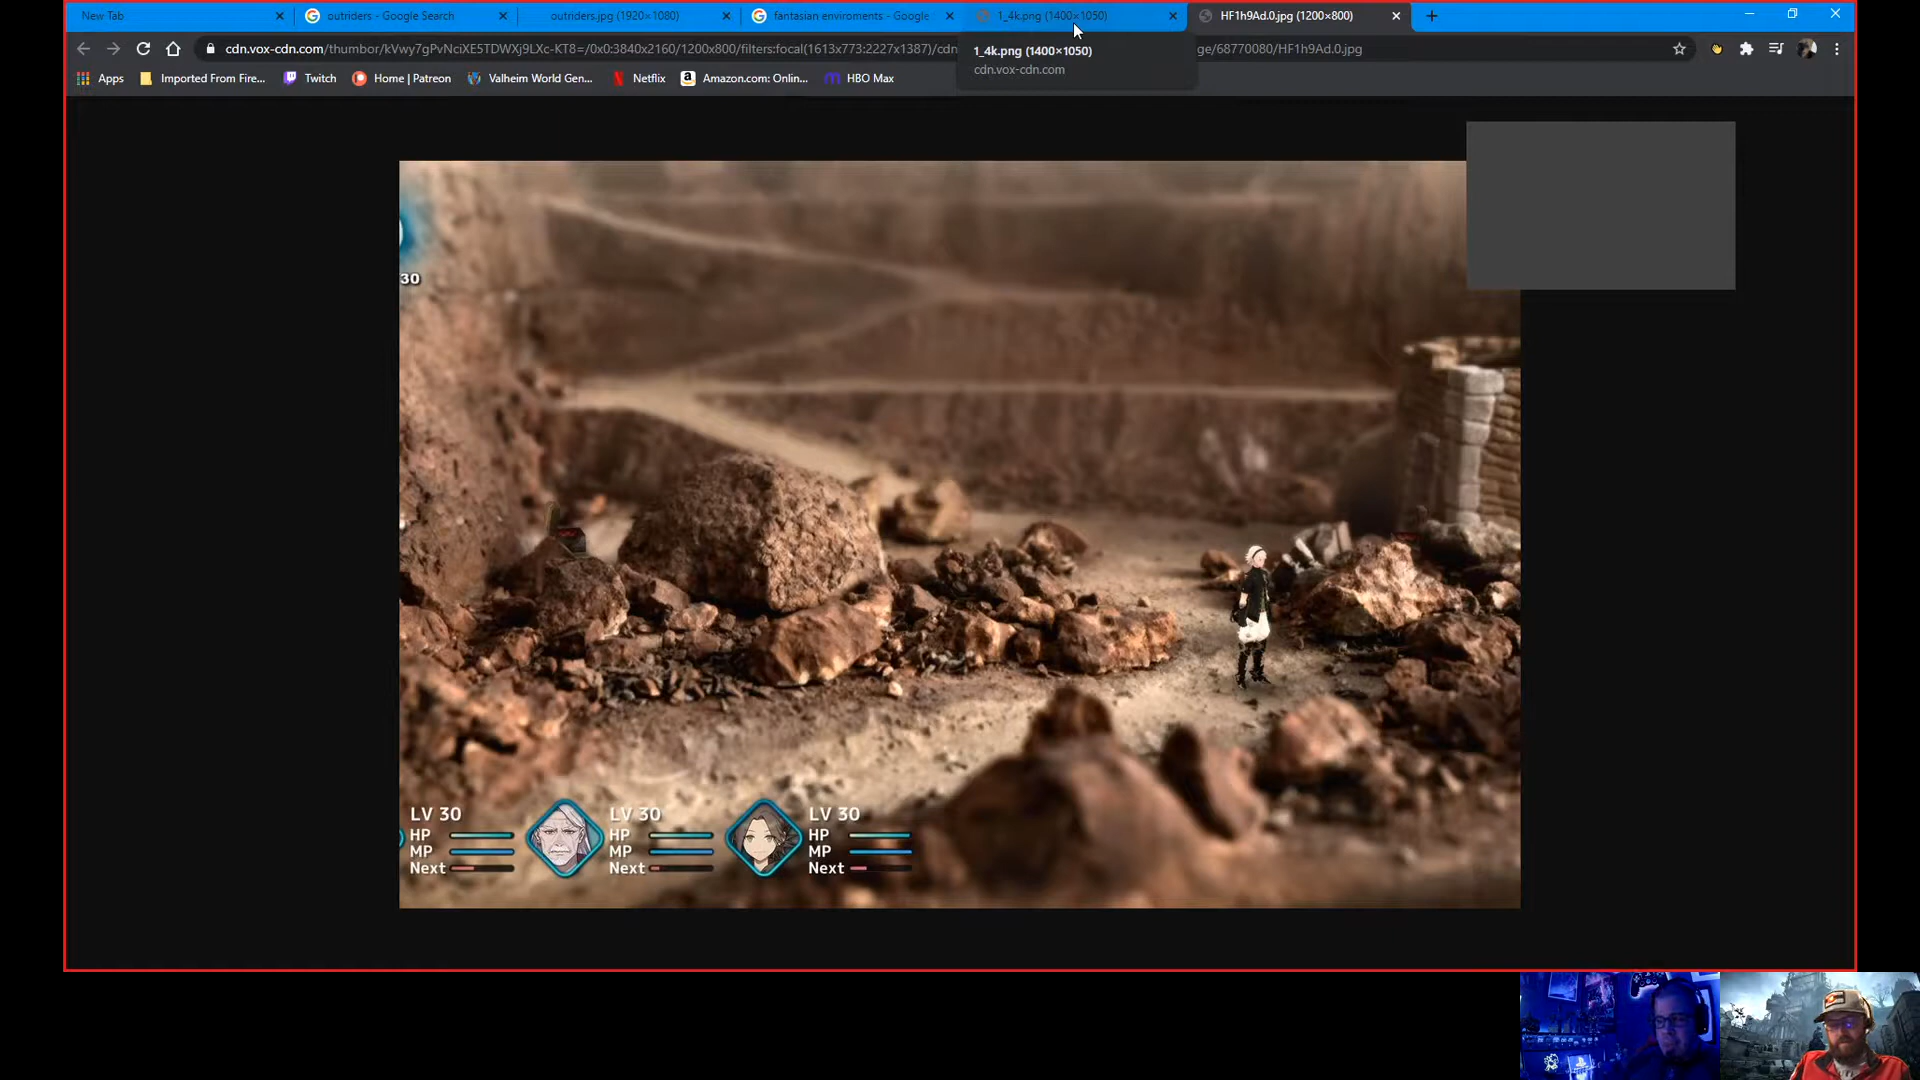 New Tab
outriders - Google Search
outriders.jpg (1920×1080)
fantasian enviroments - Google
1_4k.png (1400×1050)
HF1h9Ad.0.jpg (1200×800)
cdn.vox-cdn.com/thumbor/kVwy7gPvNciXE5TDWXj9LXc-KT8=/0x0:3840x2160/1200x800/filters:focal(1613x773:2227x1387)/cdn
ge/68770080/HF1h9Ad.0.jpg
1_4k.png (1400×1050)
cdn.vox-cdn.com
Apps
Imported From Fire...
Twitch
Home | Patreon
Valheim World Gen...
Netflix
Amazon.com: Onlin...
HBO Max
30
LV 30
HP
MP
Next
LV 30
HP
MP
Next
LV 30
HP
MP
Next